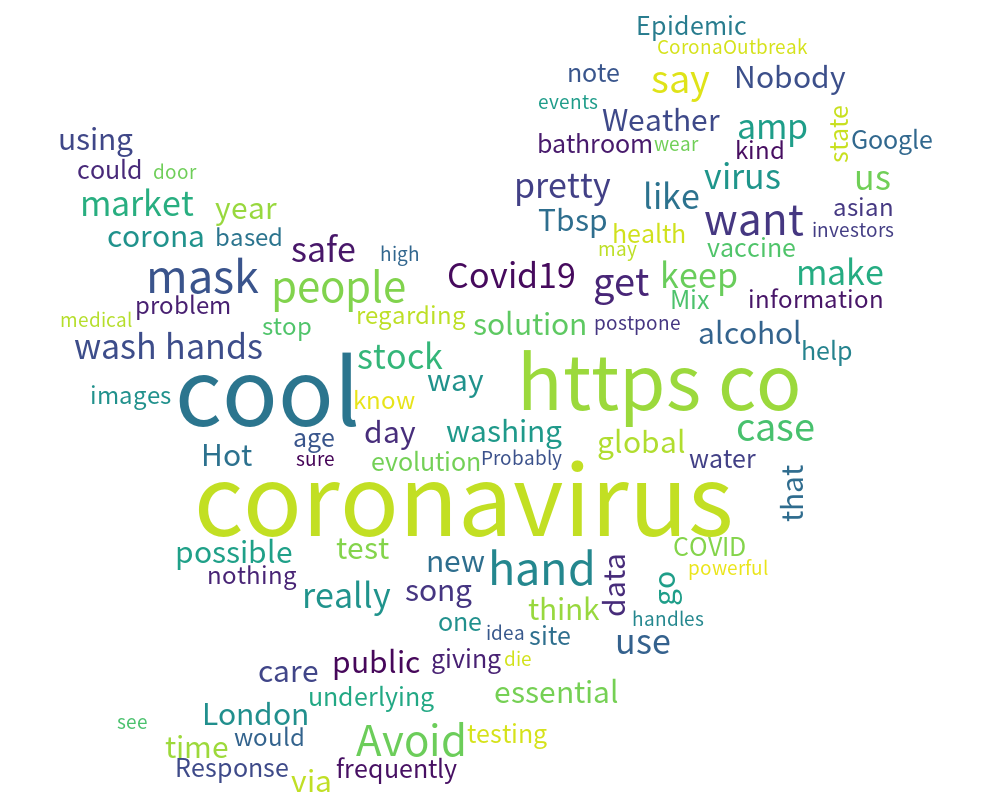 Epidemic
CoronaOutbreak
note say Nobody
events
Weather amp state
using bathroom wear kind Google
could door
pretty like virus us
market year Tbsp want asian
corona based safe health vaccine investors
high may
mask people Covid19 get keep make
problem Mix information
medical stop regarding solution postpone alcohol
wash hands stock help
cool way https co
images know
age day washing global case
Hot sure evolution Probably water
coronavirus that
possible test new hand COVID
nothing powerful
really song data go
think
one idea site handles
use
care public giving die
underlying essential
see London
time would Avoid testing
Response via frequently